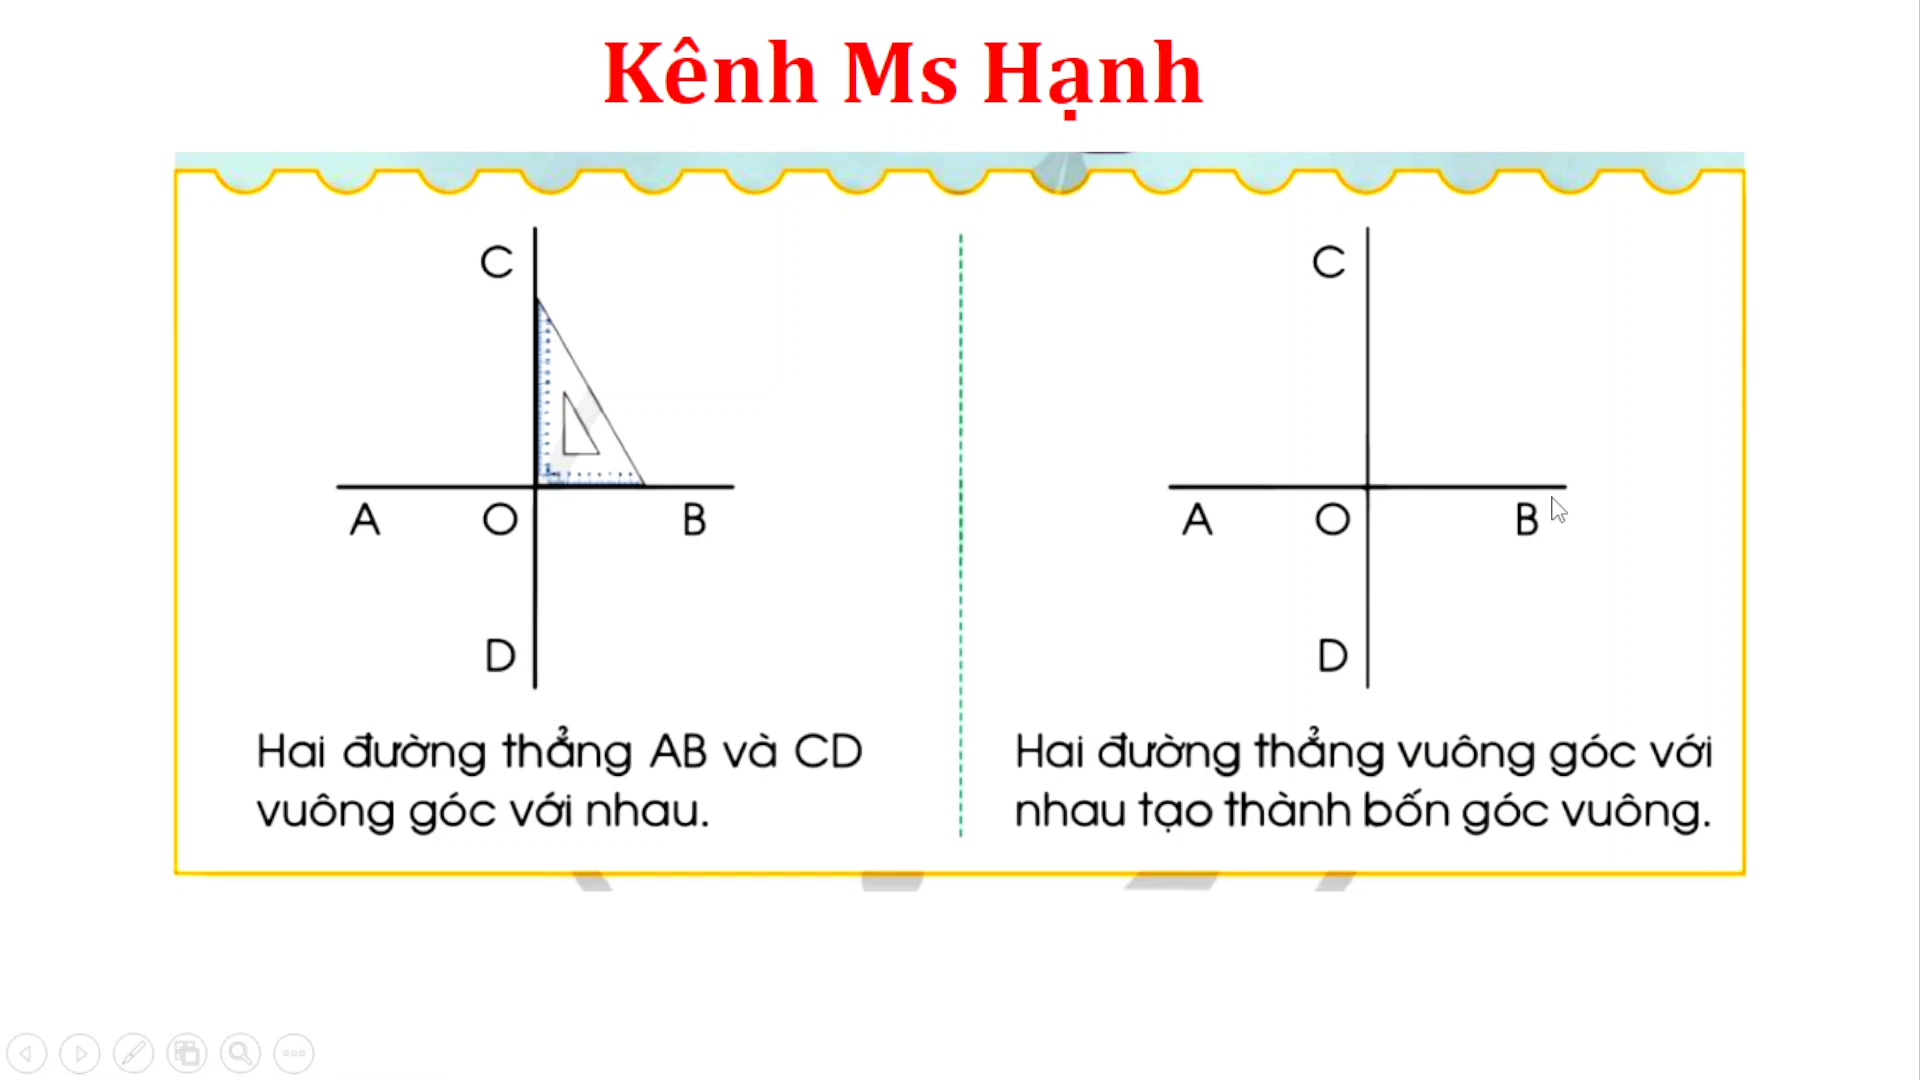 Kênh Ms Hạnh
C
A O B
D
Hai đường thẳng AB và CD
vuông góc với nhau.
C
A O B
D
Hai đường thẳng vuông góc với
nhau tạo thành bốn góc vuông.